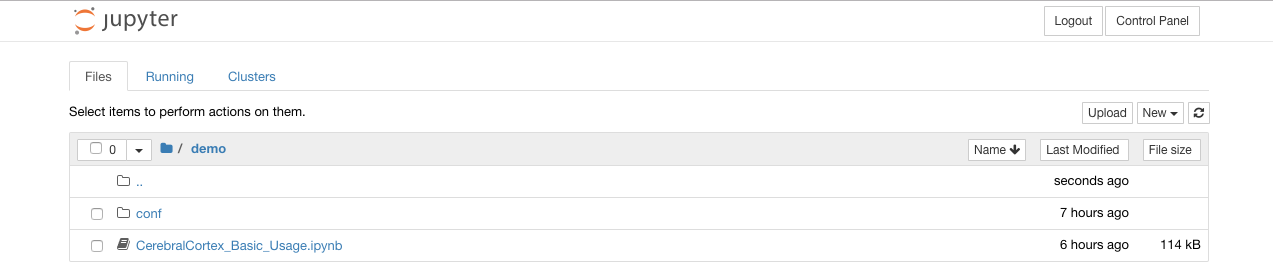 jupyter Logout Control Panel
Files Running Clusters
Select items to perform actions on them. Upload New
0 / demo Name Last Modified File size
.. seconds ago
conf 7 hours ago
CerebralCortex_Basic_Usage.ipynb 6 hours ago 114 kB